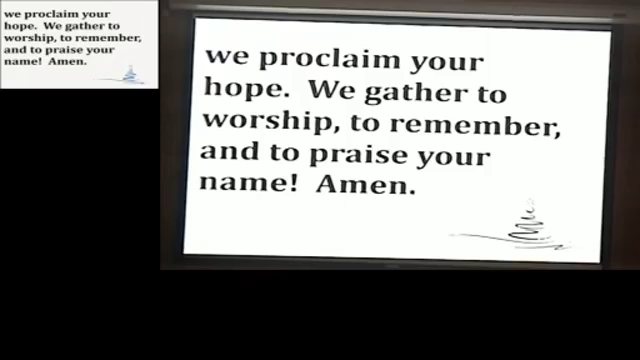 we proclaim your
hope. We gather to
worship, to remember,
and to praise your
name! Amen.
we proclaim your
hope. We gather to
worship, to remember,
and to praise your
name! Amen.